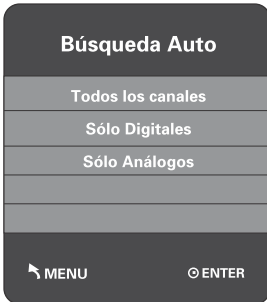 Búsqueda Auto
Todos los canales
Sólo Digitales
Sólo Análogos
MENU ENTER